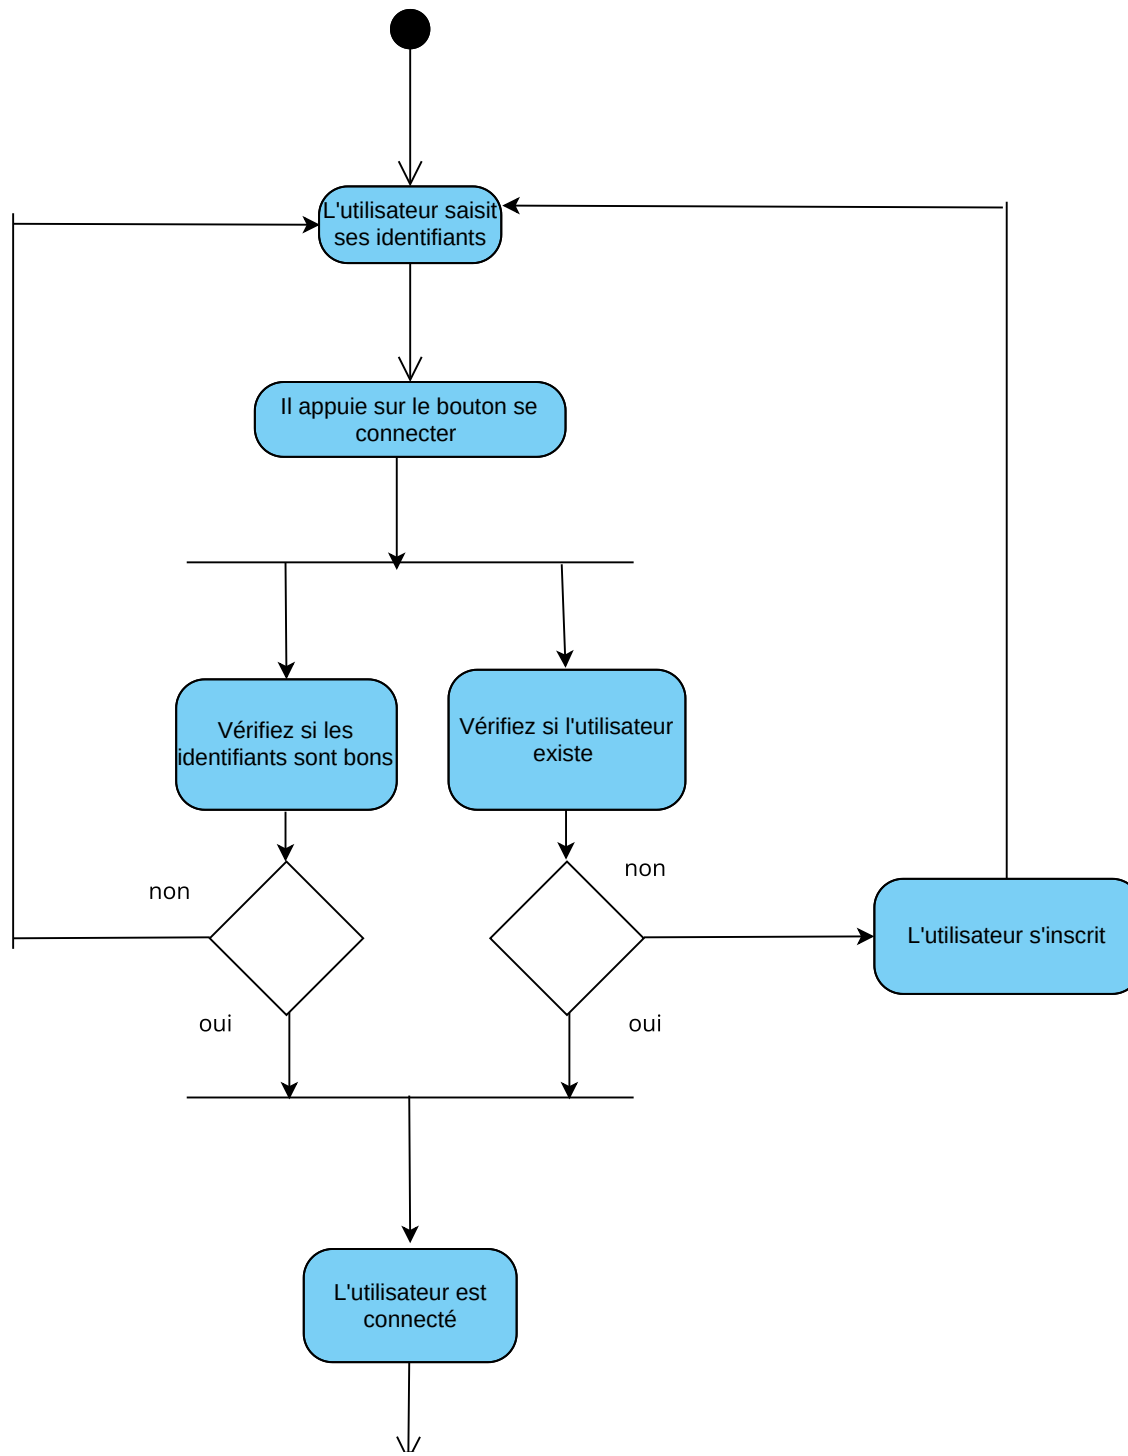 L'utilisateur saisit
ses identifiants
Il appuie sur le bouton se
connecter
Vérifiez si les
identifiants sont bons
Vérifiez si l'utilisateur
existe
non
non
L'utilisateur s'inscrit
oui
oui
L'utilisateur est
connecté